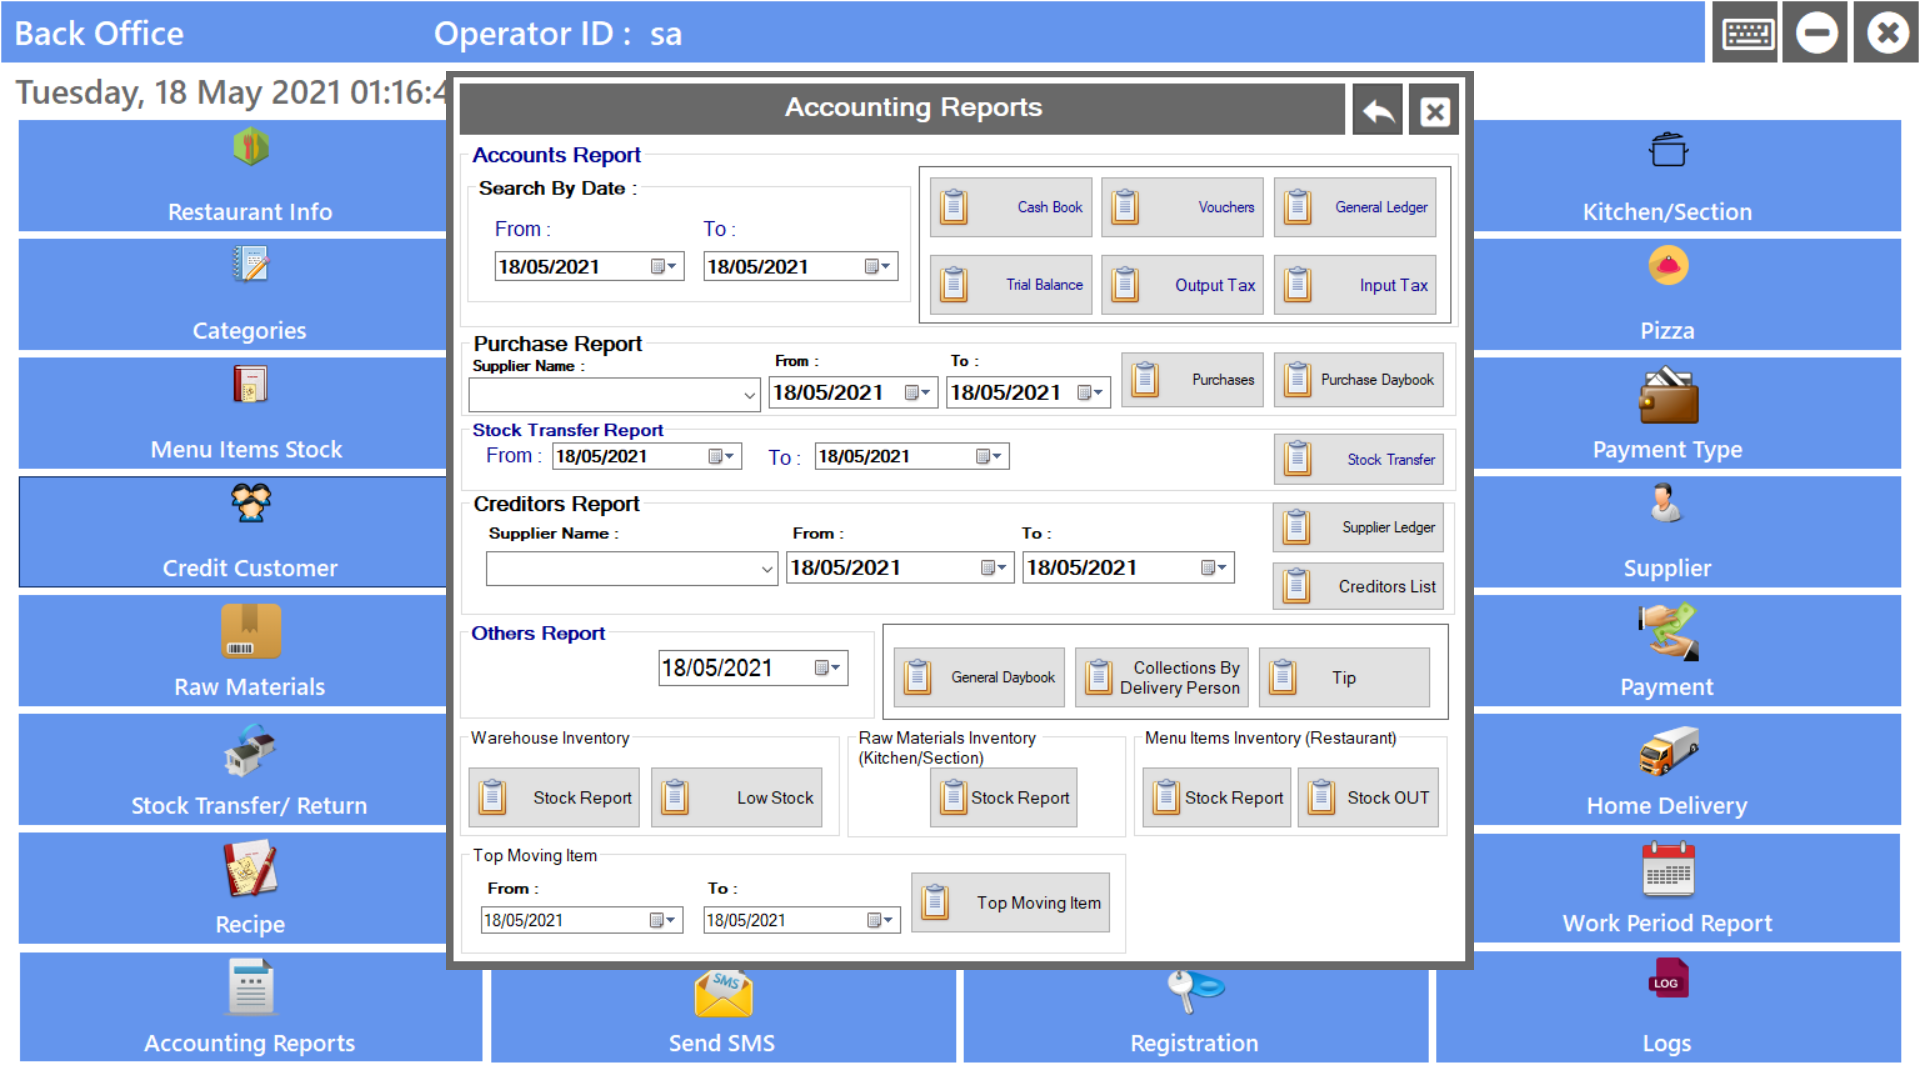 Back Office
Operator ID : sa
Tuesday, 18 May 2021 01:16:4
Accounting Reports
Restaurant Info
Categories
Menu Items Stock
Credit Customer
Raw Materials
Stock Transfer/ Return
Recipe
Accounting Reports
Accounts Report
Search By Date :
From :
To :
18/05/2021
18/05/2021
Cash Book
Vouchers
General Ledger
Trial Balance
Output Tax
Input Tax
Purchase Report
Supplier Name :
From :
To :
18/05/2021
18/05/2021
Purchases
Purchase Daybook
Stock Transfer Report
From :
18/05/2021
To :
18/05/2021
Stock Transfer
Creditors Report
Supplier Name :
From :
To :
18/05/2021
18/05/2021
Supplier Ledger
Creditors List
Others Report
18/05/2021
General Daybook
Collections By
Delivery Person
Tip
Warehouse Inventory
Stock Report
Low Stock
Raw Materials Inventory
(Kitchen/Section)
Stock Report
Menu Items Inventory (Restaurant)
Stock Report
Stock OUT
Top Moving Item
From :
To :
18/05/2021
18/05/2021
Top Moving Item
Kitchen/Section
Pizza
Payment Type
Supplier
Payment
Home Delivery
Work Period Report
SMS
Send SMS
Registration
LOG
Logs